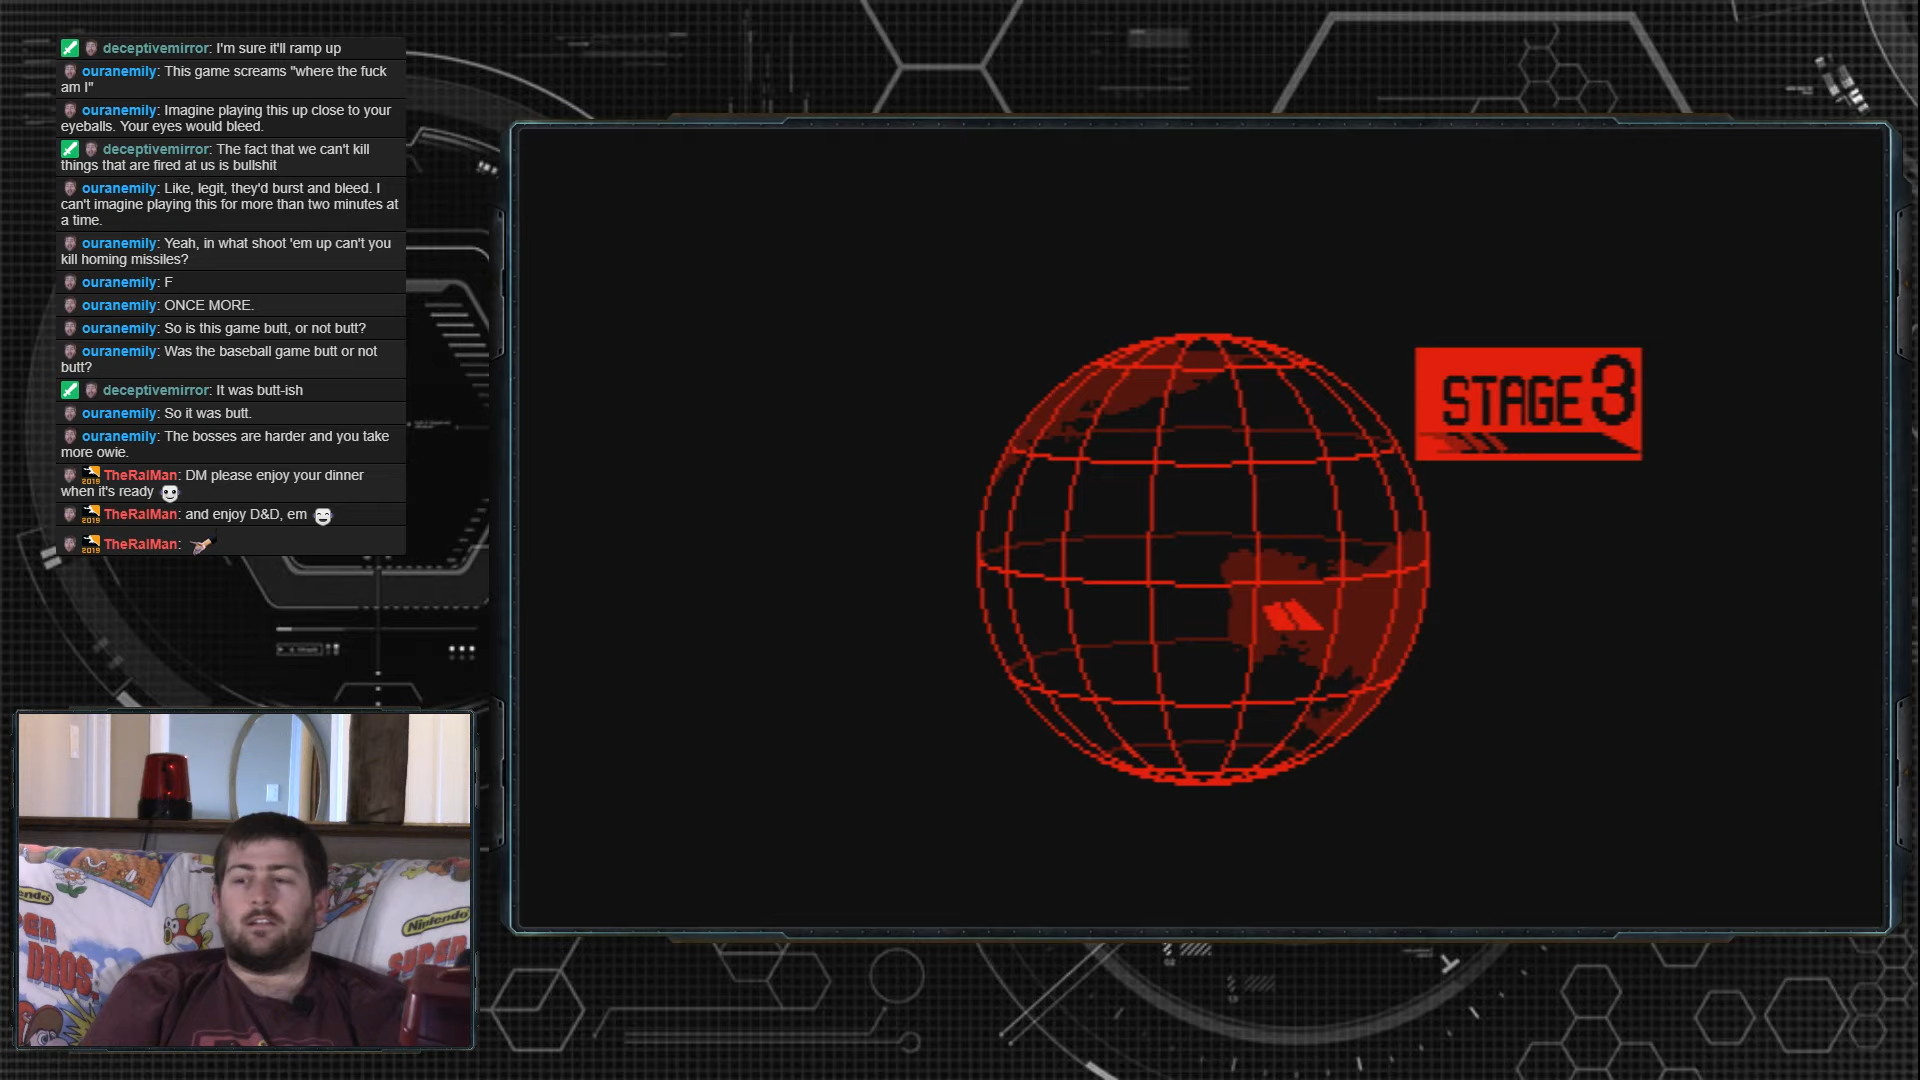 deceptivemirror: I'm sure it'll ramp up
ouranemily: This game screams "where the fuck
am I"
ouranemily: Imagine playing this up close to your
eyeballs. Your eyes would bleed.
deceptivemirror: The fact that we can't kill
things that are fired at us is bullshit
ouranemily: Like, legit, they'd burst and bleed. I
can't imagine playing this for more than two minutes at
a time.
ouranemily: Yeah, in what shoot 'em up can't you
kill homing missiles?
ouranemily: F
ouranemily: ONCE MORE.
ouranemily: So is this game butt, or not butt?
ouranemily: Was the baseball game butt or not
butt?
deceptivemirror: It was butt-ish
ouranemily: So it was butt.
ouranemily: The bosses are harder and you take
more owie.
2019 TheRalMan: DM please enjoy your dinner
when it's ready
2019 TheRalMan: and enjoy D&D, em
2019 TheRalMan:
STAGE 3
Nintendo
SUPER
BROS.